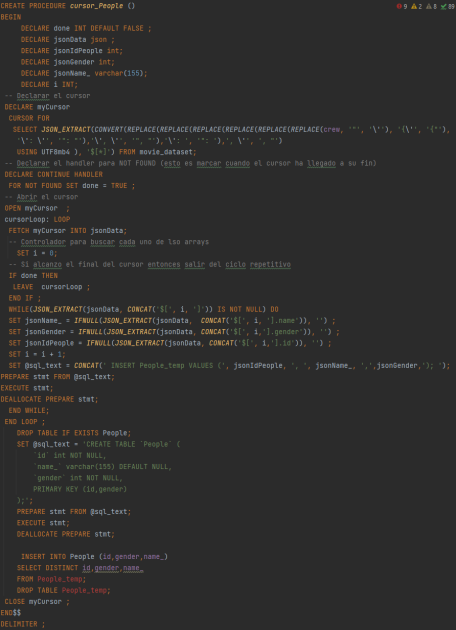 CREATE PROCEDURE cursor_People ()
9 2 8 89
BEGIN
DECLARE done INT DEFAULT FALSE ;
DECLARE jsonData json ;
DECLARE jsonIdPeople int;
DECLARE jsonGender int;
DECLARE jsonName_ varchar(155);
DECLARE i INT;
-- Declarar el cursor
DECLARE myCursor
CURSOR FOR
SELECT JSON_EXTRACT(CONVERT(REPLACE(REPLACE(REPLACE(REPLACE(REPLACE(REPLACE(crew,
USING UTF8mb4 ), '$[*]') FROM movie_dataset;
-- Declarar el handler para NOT FOUND (esto es marcar cuando el cursor ha llegado a su fin)
DECLARE CONTINUE HANDLER
FOR NOT FOUND SET done = TRUE ;
-- Abrir el cursor
OPEN myCursor ;
cursorLoop: LOOP
FETCH myCursor INTO jsonData;
-- Controlador para buscar cada uno de lso arrays
SET i = 0;
-- Si alcanzo el final del cursor entonces salir del ciclo repetitivo
IF done THEN
LEAVE cursorLoop ;
END IF ;
WHILE(JSON_EXTRACT(jsonData, CONCAT('$[', i, ']')) IS NOT NULL) DO
SET jsonName_ = IFNULL(JSON_EXTRACT(jsonData, CONCAT('$[', i, '].name')), '') ;
SET jsonGender = IFNULL(JSON_EXTRACT(jsonData, CONCAT('$[', i,'].gender')), '') ;
SET jsonIdPeople = IFNULL(JSON_EXTRACT(jsonData, CONCAT('$[', i,'].id')), '') ;
SET i = i + 1;
SET @sql_text = CONCAT(' INSERT People_temp VALUES (', jsonIdPeople, ', ', jsonName_, ',',jsonGender,'); ');
PREPARE stmt FROM @sql_text;
EXECUTE stmt;
DEALLOCATE PREPARE stmt;
END WHILE;
END LOOP ;
DROP TABLE IF EXISTS People;
SET @sql_text = 'CREATE TABLE `People` (
`id` int NOT NULL,
`name_` varchar(155) DEFAULT NULL,
`gender` int NOT NULL,
PRIMARY KEY (id,gender)
);';
PREPARE stmt FROM @sql_text;
EXECUTE stmt;
DEALLOCATE PREPARE stmt;
INSERT INTO People (id,gender,name_)
SELECT DISTINCT id,gender,name_
FROM People_temp;
DROP TABLE People_temp;
CLOSE myCursor ;
END$$
DELIMITER ;